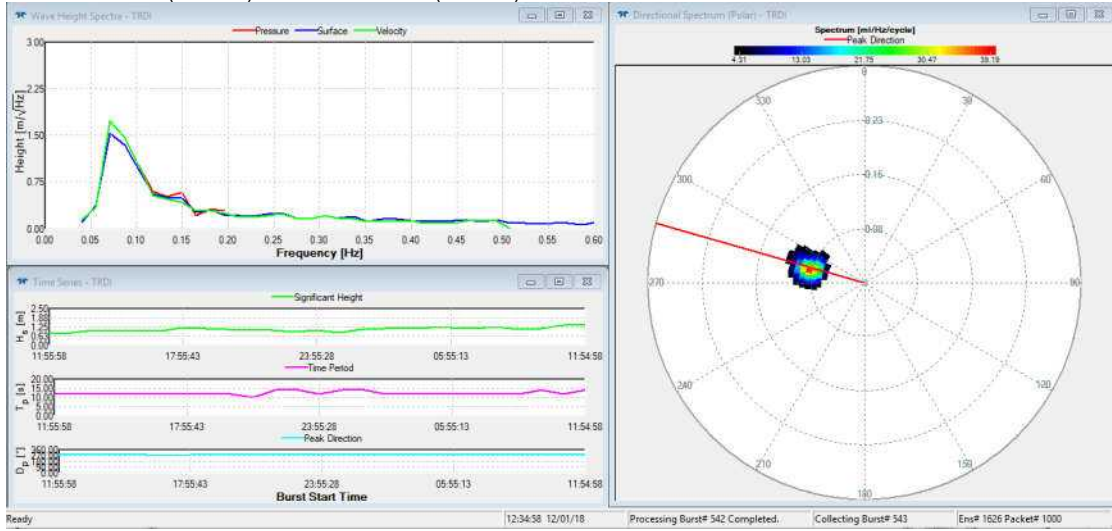 Wave Height Spectra - TRDI
Pressure Surface Velocity
3.00
2.25
1.50
0.75
0.00
Height [m/√Hz]
0.00 0.05 0.10 0.15 0.20 0.25 0.30 0.35 0.40 0.45 0.50 0.55 0.60
Frequency [Hz]
Time Series - TRDI
Significant Height
2.50
Hs [m]
11:55:58 17:55:43 23:55:28 05:55:13 11:54:58
Time Period
20.00
15.00
10.00
5.00
0.00
Tp [s]
11:55:58 17:55:43 23:55:28 05:55:13 11:54:58
Peak Direction
360.00
Dp [°]
11:55:58 17:55:43 23:55:28 05:55:13 11:54:58
Burst Start Time
Directional Spectrum (Polar) - TRDI
Spectrum [m²/Hz/cycle]
Peak Direction
4.31 13.03 21.75 30.47 39.19
0
330 30
0.23
300 60
0.15
0.08
270 90
240 120
210 150
180
Ready 12:34:58 12/01/18 Processing Burst# 542 Completed. Collecting Burst# 543 Ens# 1626 Packet# 1000